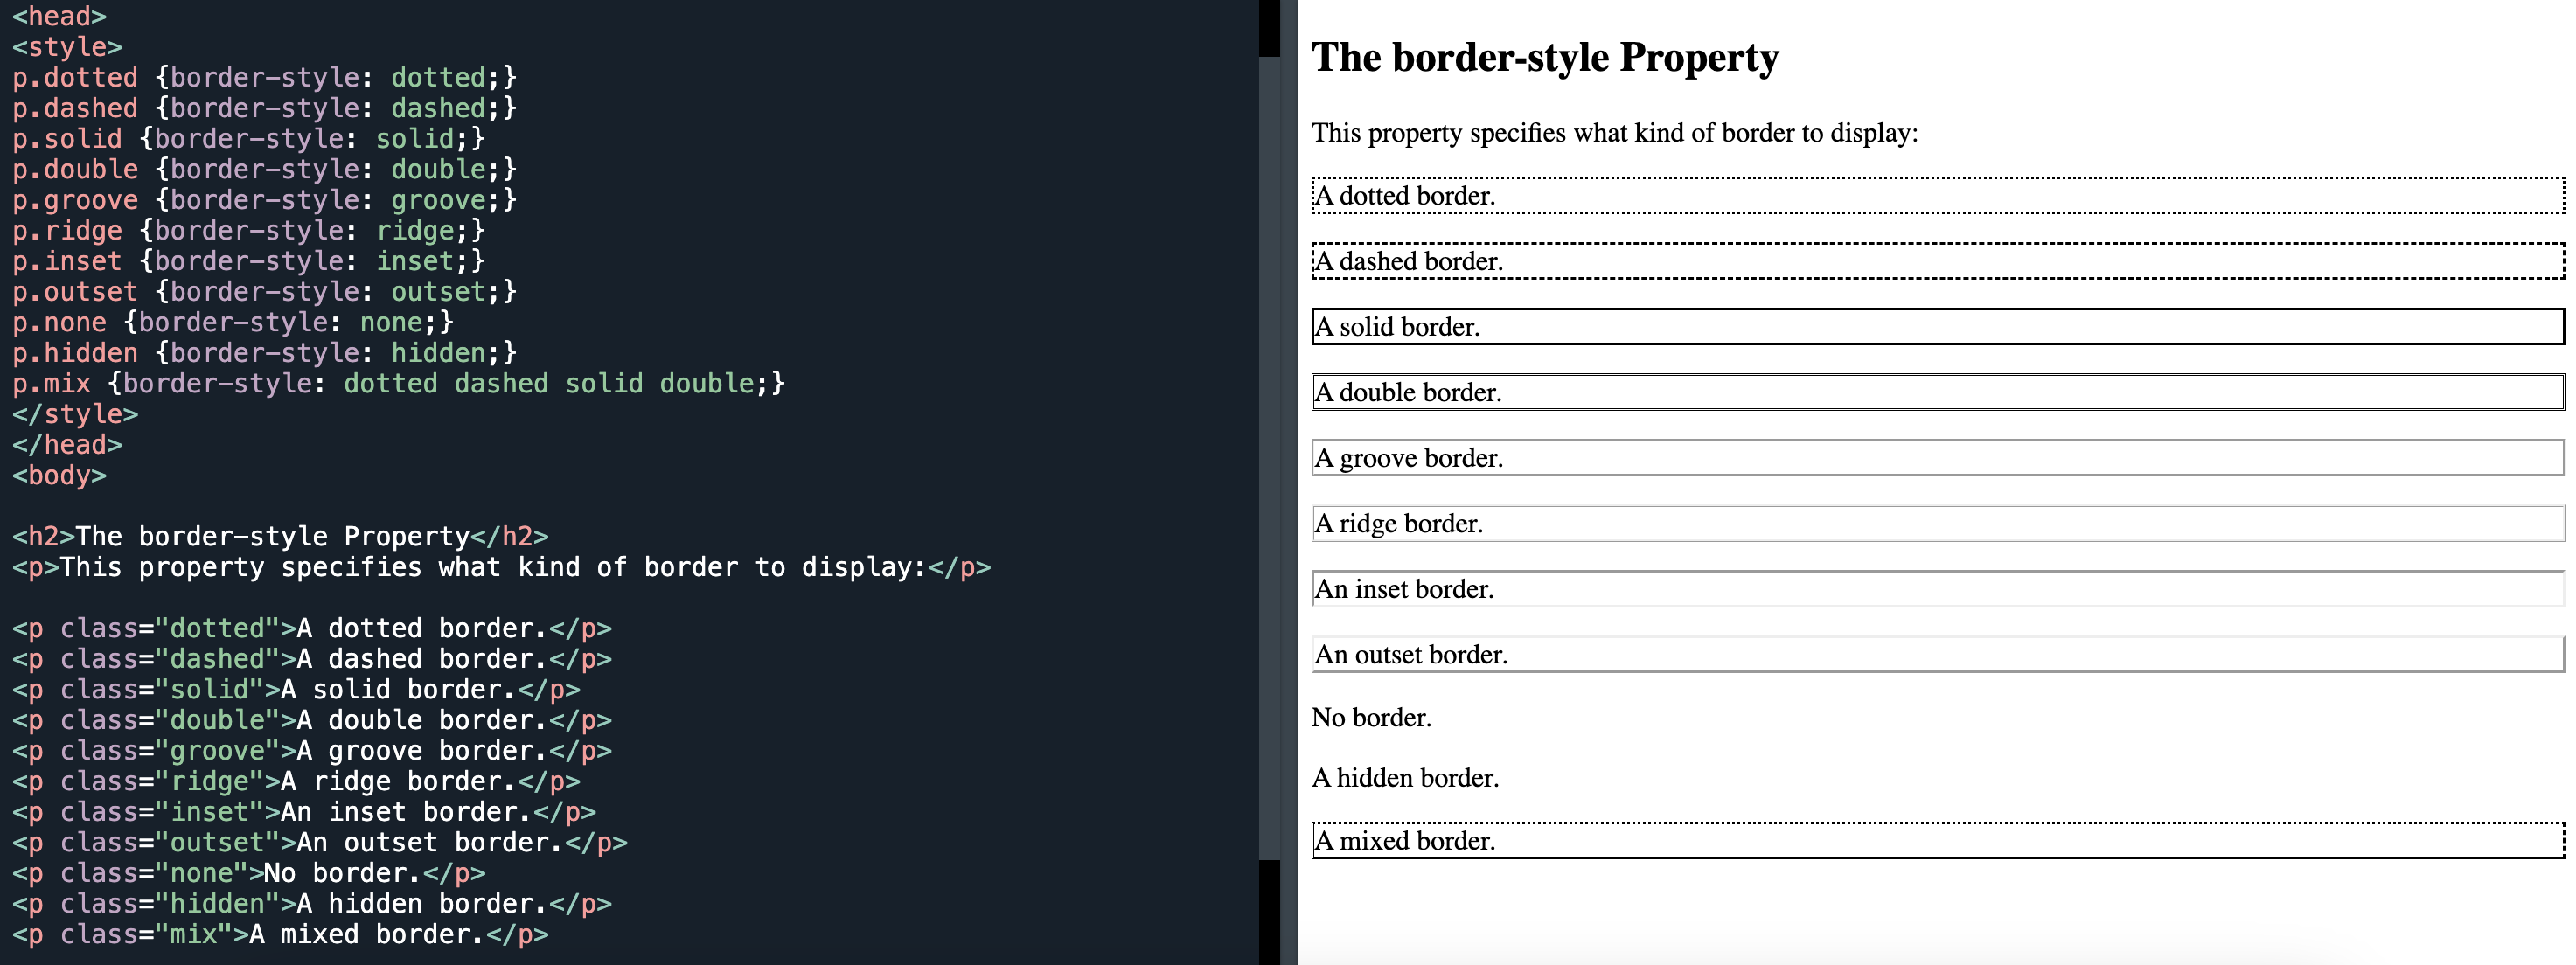 <head>
<style>
p.dotted {border-style: dotted;}
p.dashed {border-style: dashed;}
p.solid {border-style: solid;}
p.double {border-style: double;}
p.groove {border-style: groove;}
p.ridge {border-style: ridge;}
p.inset {border-style: inset;}
p.outset {border-style: outset;}
p.none {border-style: none;}
p.hidden {border-style: hidden;}
p.mix {border-style: dotted dashed solid double;}
</style>
</head>
<body>
<h2>The border-style Property</h2>
<p>This property specifies what kind of border to display:</p>
<p class="dotted">A dotted border.</p>
<p class="dashed">A dashed border.</p>
<p class="solid">A solid border.</p>
<p class="double">A double border.</p>
<p class="groove">A groove border.</p>
<p class="ridge">A ridge border.</p>
<p class="inset">An inset border.</p>
<p class="outset">An outset border.</p>
<p class="none">No border.</p>
<p class="hidden">A hidden border.</p>
<p class="mix">A mixed border.</p>
The border-style Property
This property specifies what kind of border to display:
A dotted border.
A dashed border.
A solid border.
A double border.
A groove border.
A ridge border.
An inset border.
An outset border.
No border.
A hidden border.
A mixed border.